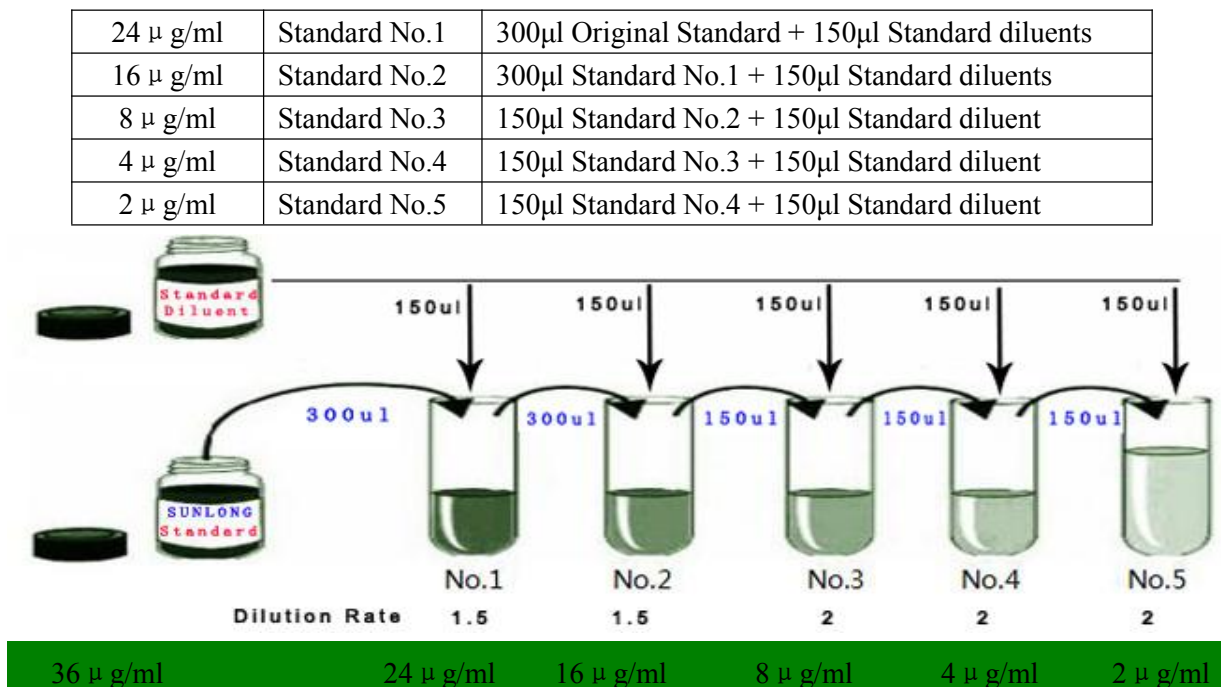 24 μ g/ml Standard No.1 300μl Original Standard + 150μl Standard diluents
16 μ g/ml Standard No.2 300μl Standard No.1 + 150μl Standard diluents
8 μ g/ml Standard No.3 150μl Standard No.2 + 150μl Standard diluent
4 μ g/ml Standard No.4 150μl Standard No.3 + 150μl Standard diluent
2 μ g/ml Standard No.5 150μl Standard No.4 + 150μl Standard diluent
Standard
Diluent
150ul 150ul 150ul 150ul 150ul
300ul 300ul 150ul 150ul 150ul
SUNLONG
Standard
No.1 No.2 No.3 No.4 No.5
Dilution Rate 1.5 1.5 2 2 2
36 μ g/ml 24 μ g/ml 16 μ g/ml 8 μ g/ml 4 μ g/ml 2 μ g/ml